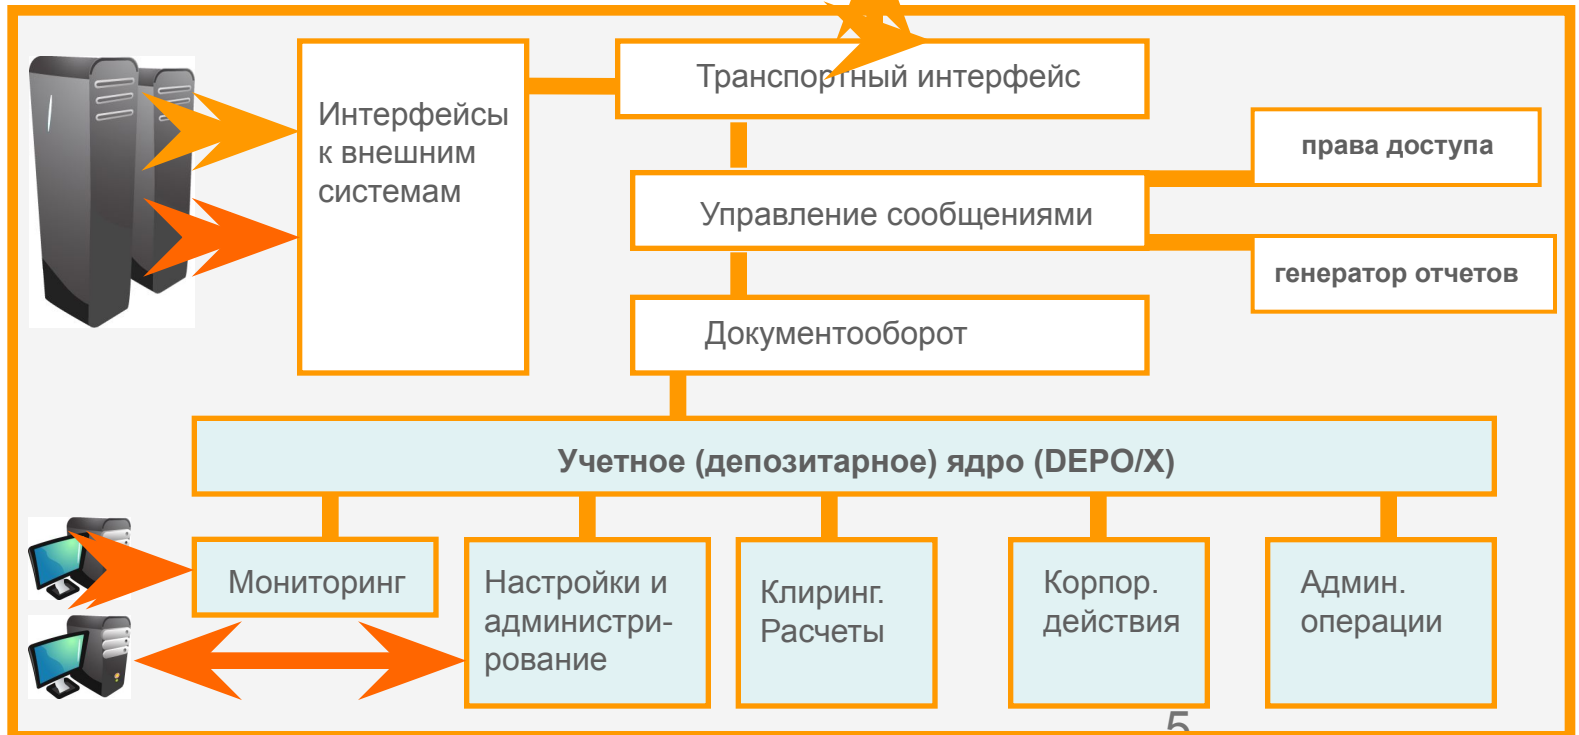 Транспортный интерфейс
Интерфейсы
к внешним
системам
права доступа
Управление сообщениями
генератор отчетов
Документооборот
Учетное (депозитарное) ядро (DEPO/X)
Мониторинг
Настройки и
администри-
рование
Клиринг.
Расчеты
Корпор.
действия
Админ.
операции
5